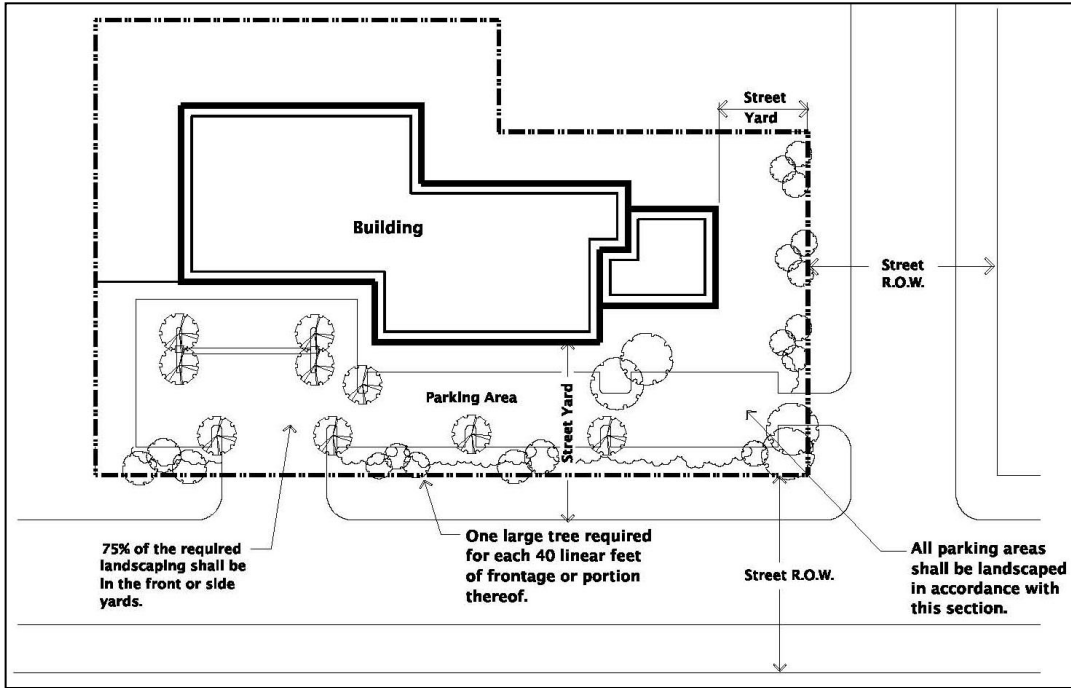 Street
Yard
Building
Street
R.O.W.
Parking Area
Street Yard
75% of the required
landscaping shall be
in the front or side
yards.
One large tree required
for each 40 linear feet
of frontage or portion
thereof.
Street R.O.W.
All parking areas
shall be landscaped
in accordance with
this section.